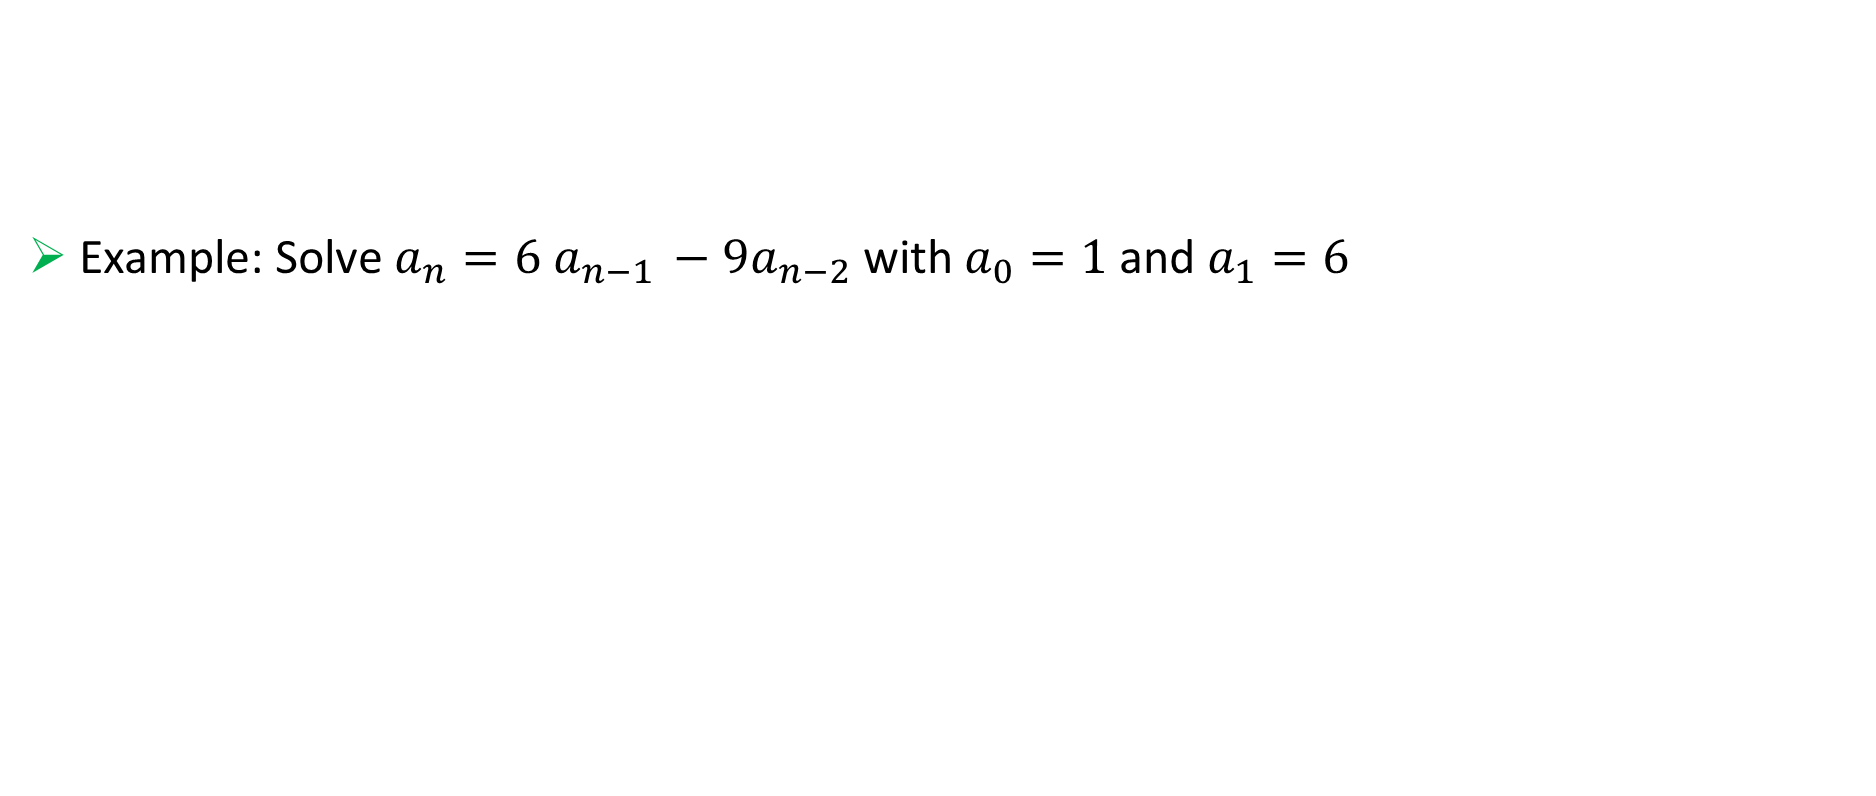 ➢ Example: Solve $a_n = 6\,a_{n-1} - 9a_{n-2}$ with $a_0 = 1$ and $a_1 = 6$